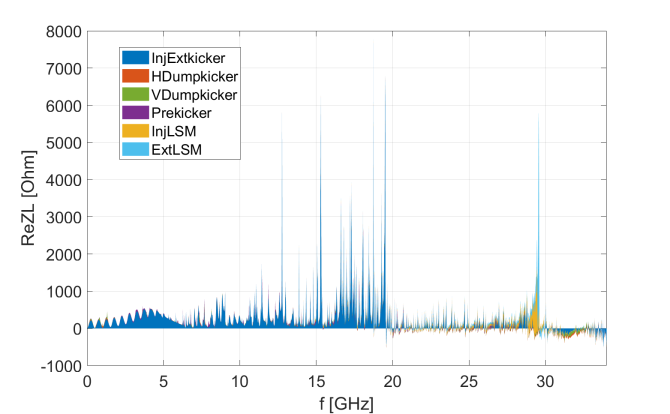 8000
7000
6000
5000
4000
3000
2000
1000
0
-1000
ReZL [Ohm]
InjExtkicker
HDumpkicker
VDumpkicker
Prekicker
InjLSM
ExtLSM
0 5 10 15 20 25 30
f [GHz]